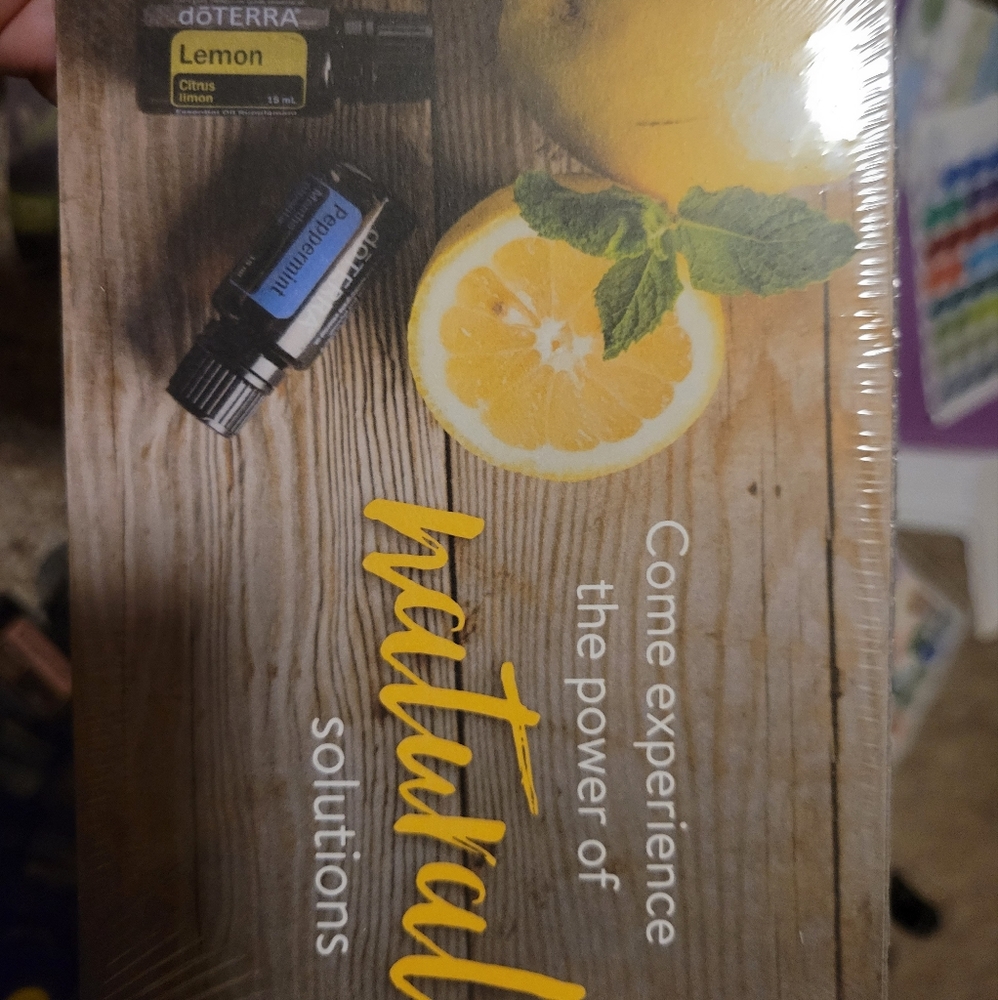 dōTERRA
Lemon
Citrus
limon
15 mL
Peppermint
Come experience
the power of
natural
solutions